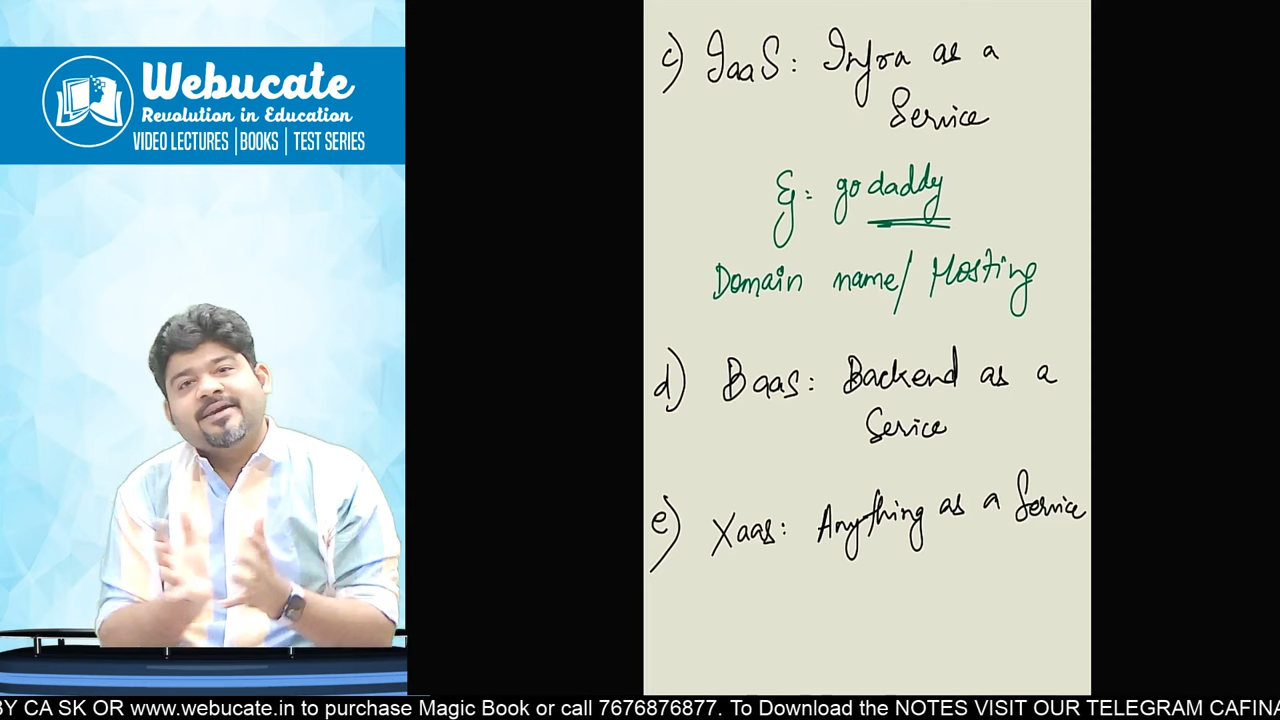 Webucate
Revolution in Education
VIDEO LECTURES | BOOKS | TEST SERIES
c) IaaS: Infra as a
Service
Eg: godaddy
Domain name/ Hosting
d) Baas: Backend as a
Service
e) Xaas: Anything as a Service
BY CA SK OR www.webucate.in to purchase Magic Book or call 7676876877. To Download the NOTES VISIT OUR TELEGRAM CAFINA